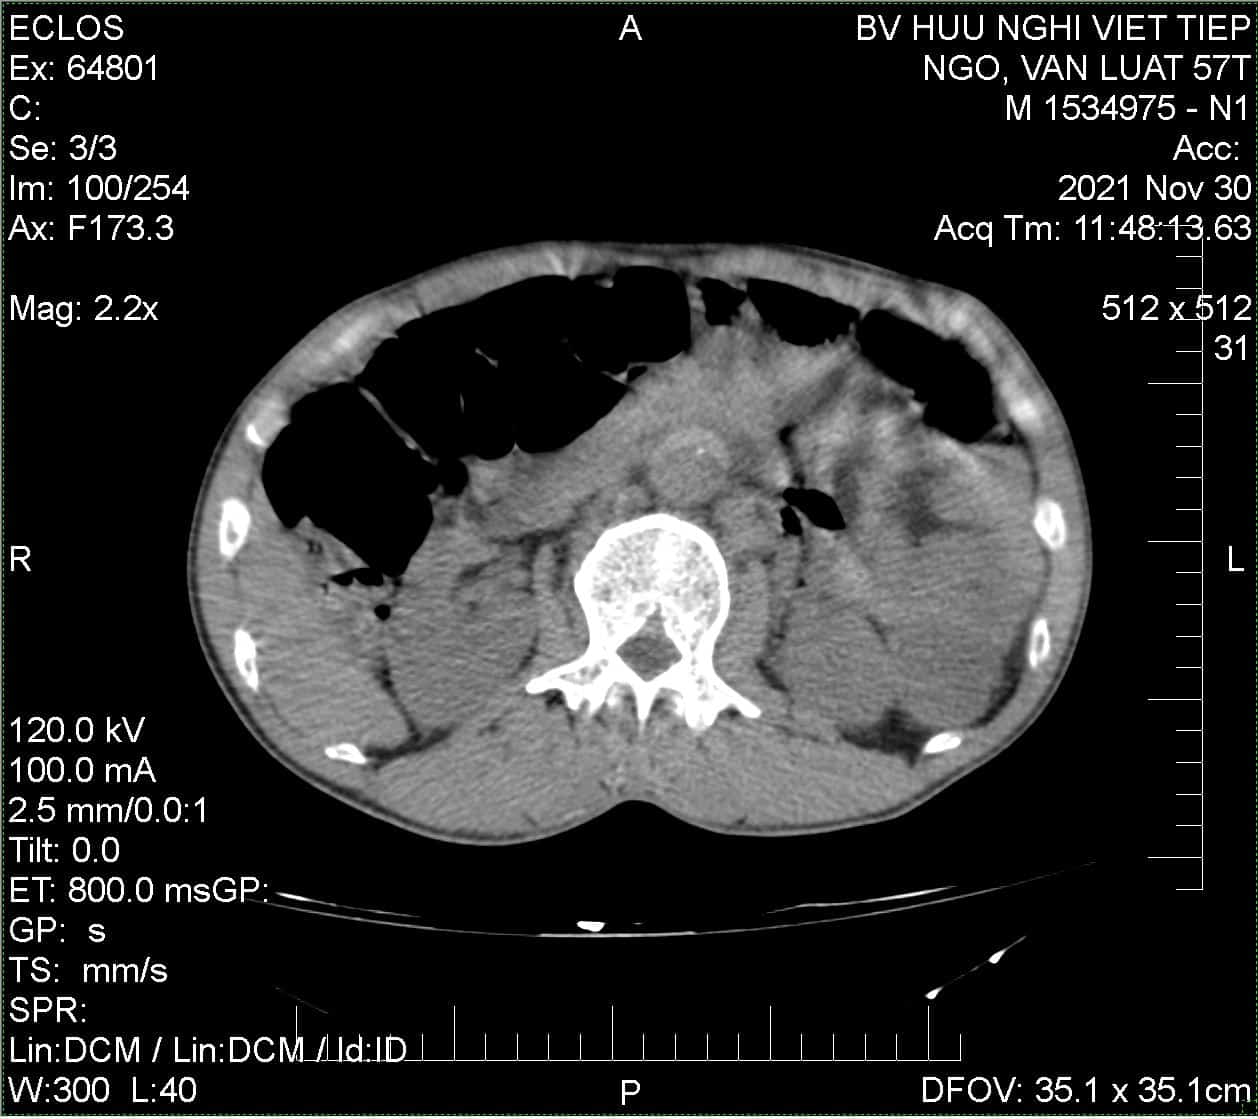 ECLOS
Ex: 64801
C:
Se: 3/3
Im: 100/254
Ax: F173.3
Mag: 2.2x
A
BV HUU NGHI VIET TIEP
NGO, VAN LUAT 57T
M 1534975 - N1
Acc:
2021 Nov 30
Acq Tm: 11:48:13.63
512 x 512
31
R
L
120.0 kV
100.0 mA
2.5 mm/0.0:1
Tilt: 0.0
ET: 800.0 msGP:
GP: s
TS: mm/s
SPR:
Lin:DCM / Lin:DCM / Id:ID
W:300 L:40
P
DFOV: 35.1 x 35.1cm